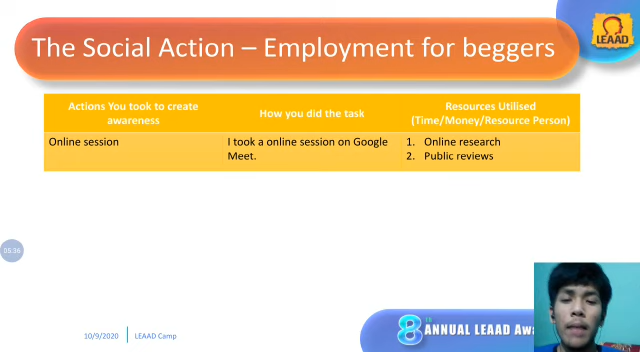 The Social Action – Employment for beggers
LEAAD
Actions You took to create
awareness
How you did the task
Resources Utilised
(Time/Money/Resource Person)
Online session
I took a online session on Google
Meet.
1. Online research
2. Public reviews
05:36
10/9/2020
LEAAD Camp
8TH ANNUAL LEAAD Awa